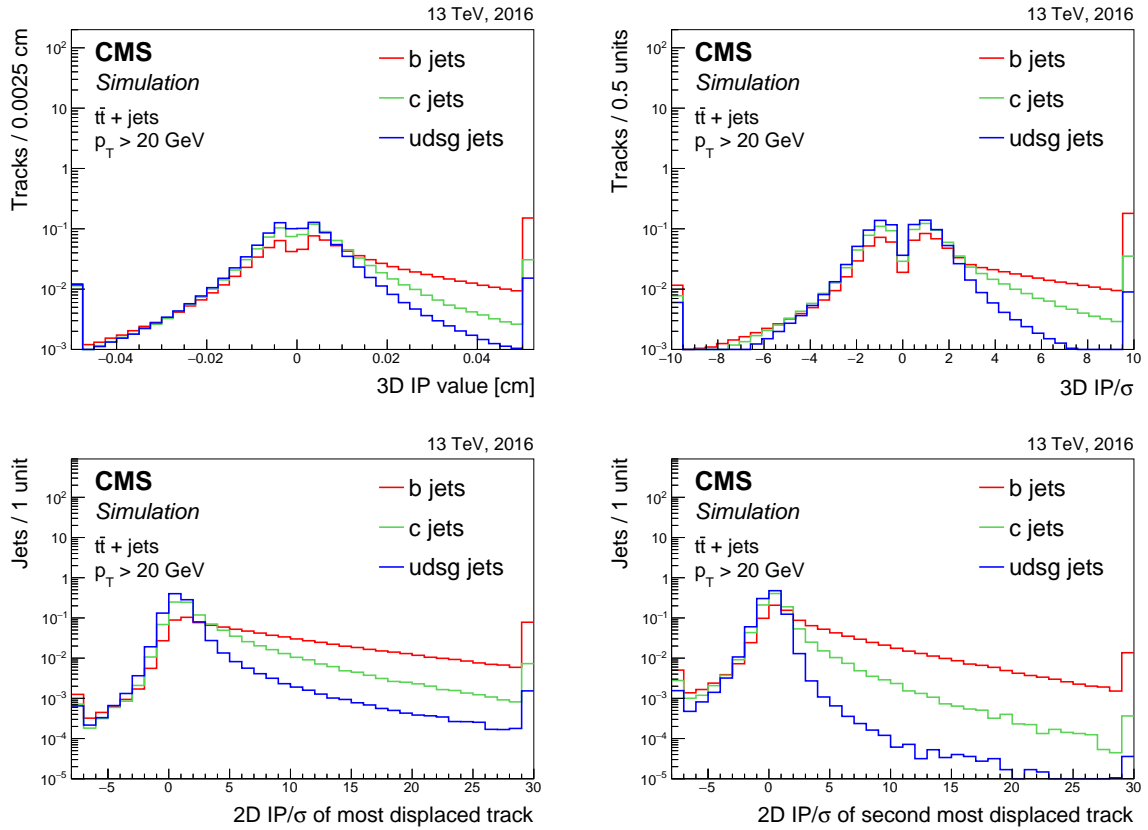 13 TeV, 2016
Tracks / 0.0025 cm
10²
10
1
10⁻¹
10⁻²
10⁻³
CMS
Simulation
tt̄ + jets
p_T > 20 GeV
b jets
c jets
udsg jets
−0.04 −0.02 0 0.02 0.04
3D IP value [cm]
13 TeV, 2016
Tracks / 0.5 units
10²
10
1
10⁻¹
10⁻²
10⁻³
CMS
Simulation
tt̄ + jets
p_T > 20 GeV
b jets
c jets
udsg jets
−10 −8 −6 −4 −2 0 2 4 6 8 10
3D IP/σ
13 TeV, 2016
Jets / 1 unit
10²
10
1
10⁻¹
10⁻²
10⁻³
10⁻⁴
10⁻⁵
CMS
Simulation
tt̄ + jets
p_T > 20 GeV
b jets
c jets
udsg jets
−5 0 5 10 15 20 25 30
2D IP/σ of most displaced track
13 TeV, 2016
Jets / 1 unit
10²
10
1
10⁻¹
10⁻²
10⁻³
10⁻⁴
10⁻⁵
CMS
Simulation
tt̄ + jets
p_T > 20 GeV
b jets
c jets
udsg jets
−5 0 5 10 15 20 25 30
2D IP/σ of second most displaced track